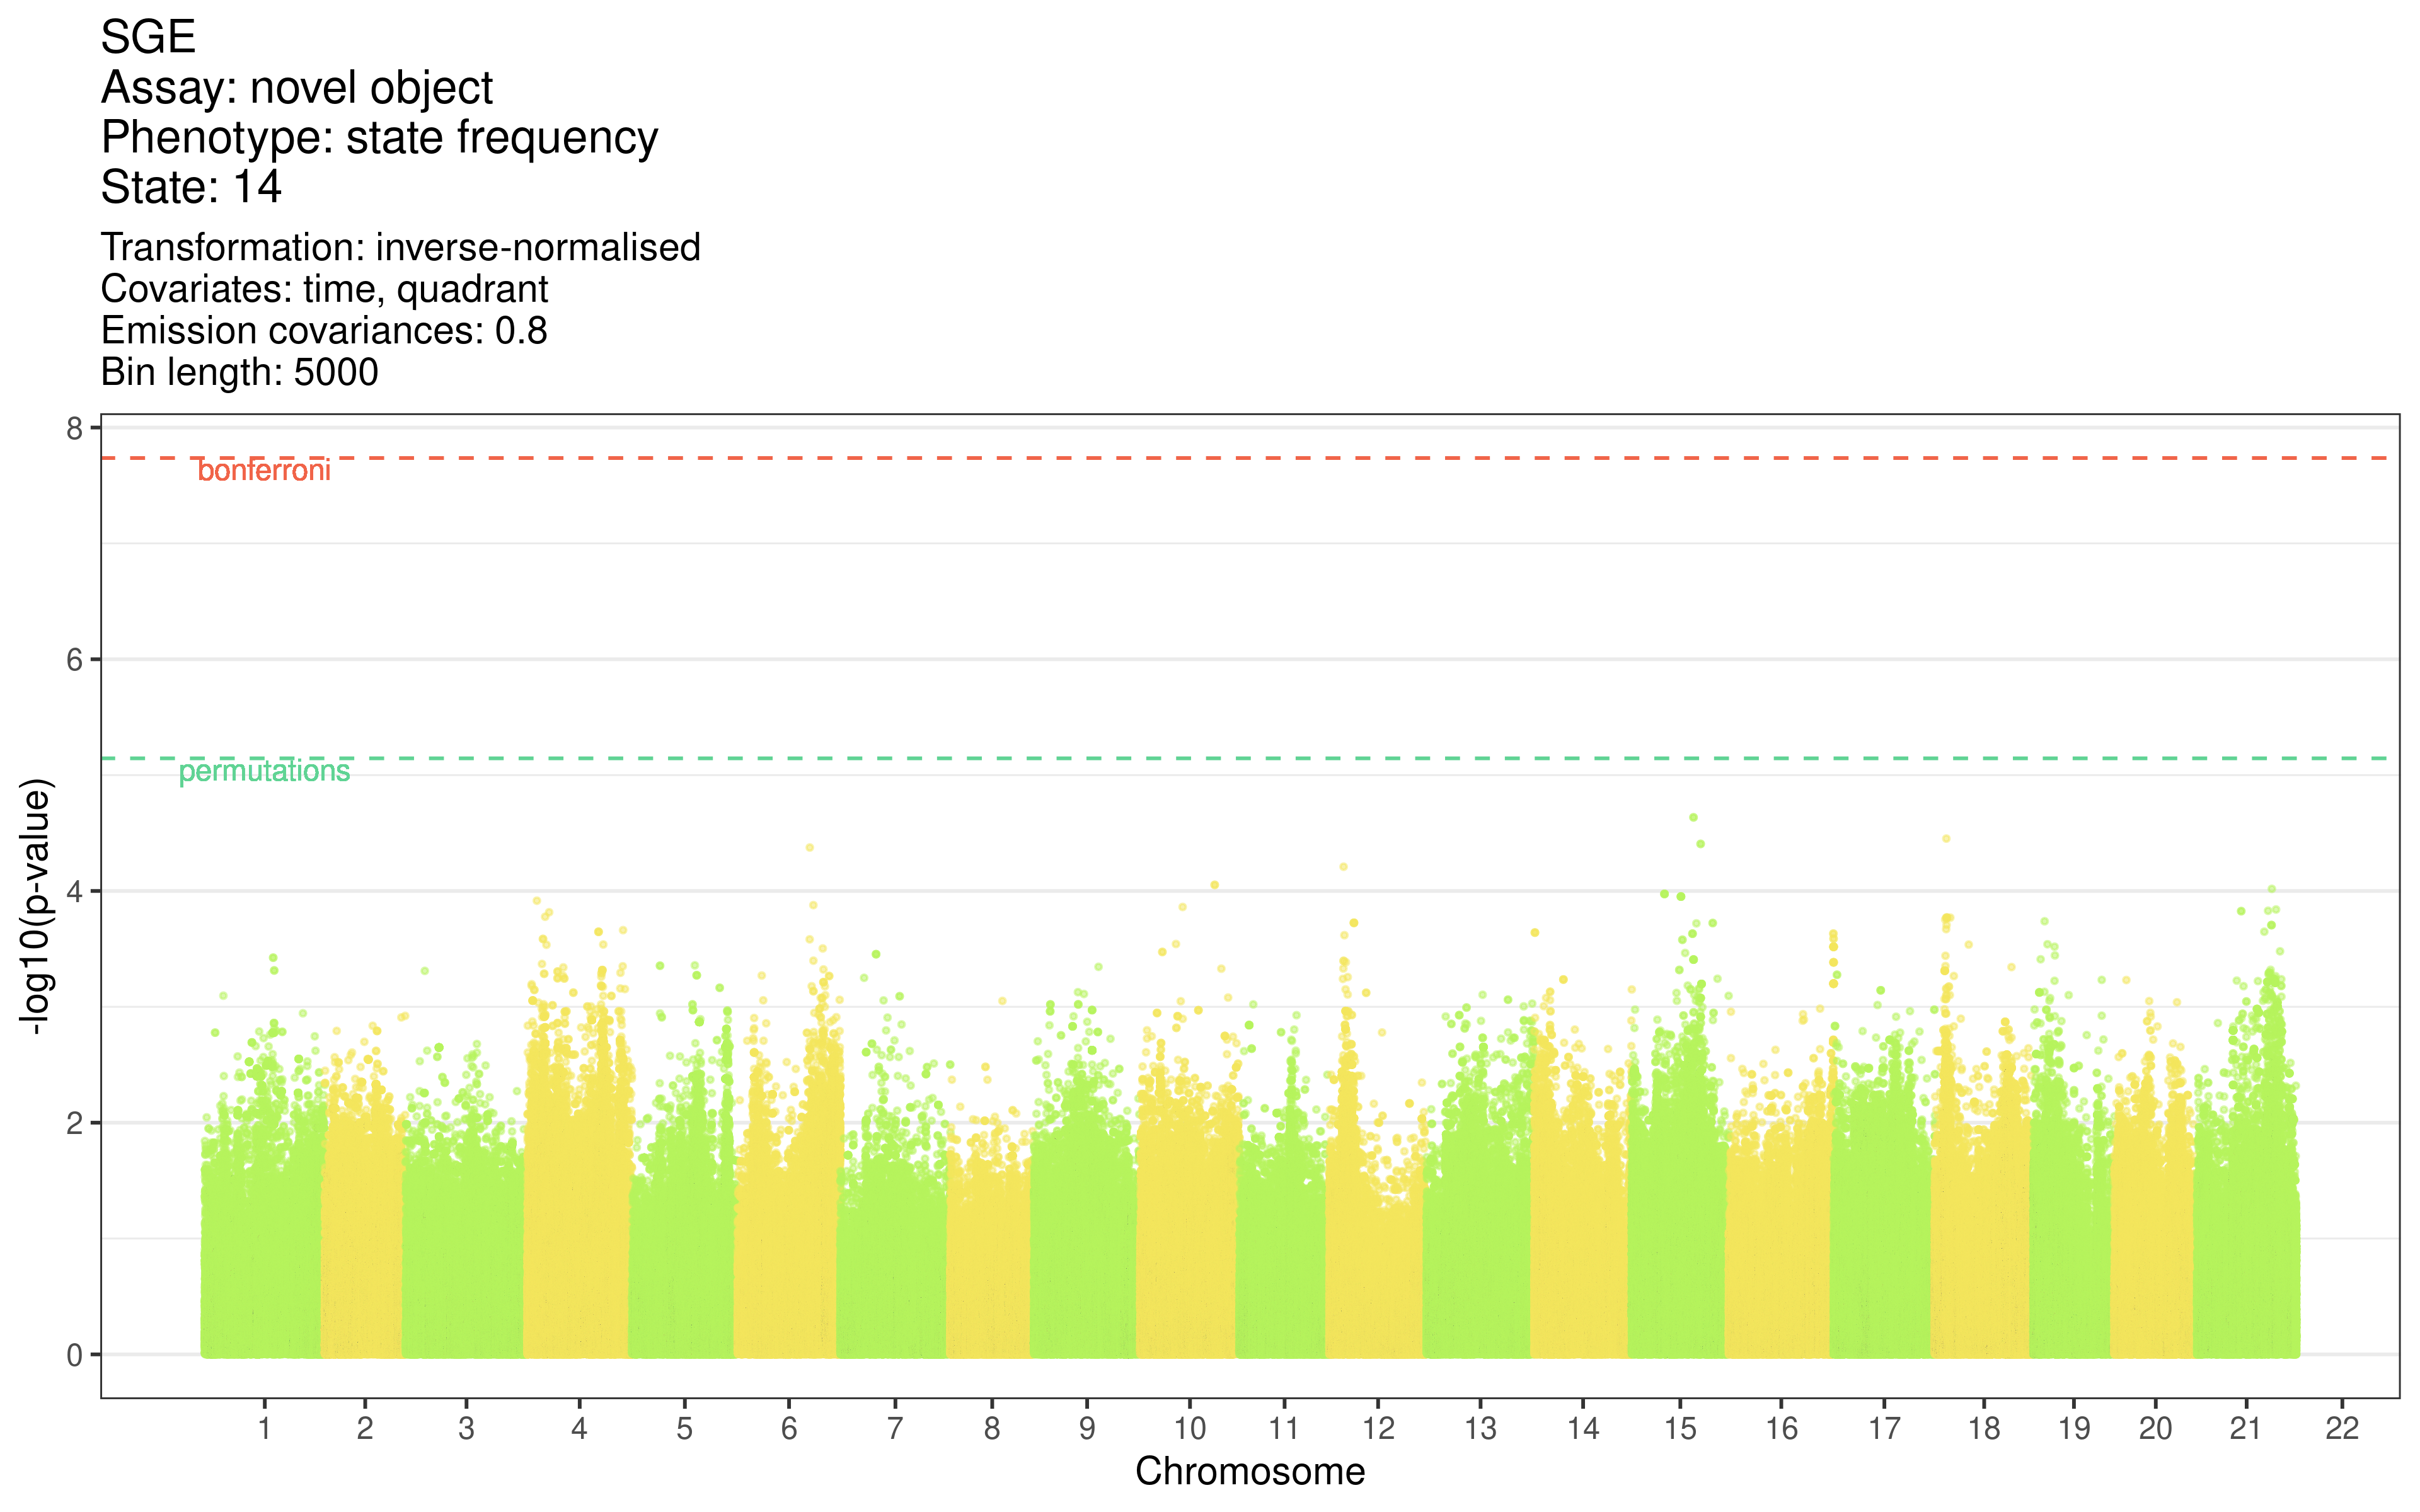 SGE
Assay: novel object
Phenotype: state frequency
State: 14
Transformation: inverse-normalised
Covariates: time, quadrant
Emission covariances: 0.8
Bin length: 5000
8
bonferroni
6
permutations
4
2
0
-log10(p-value)
1 2 3 4 5 6 7 8 9 10 11 12 13 14 15 16 17 18 19 20 21 22
Chromosome